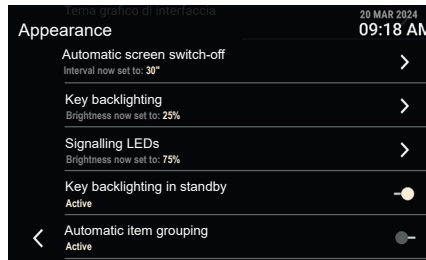 Tema grafico di interfaccia
20 MAR 2024
Appearance
09:18 AM
Automatic screen switch-off
Interval now set to: 30"
Key backlighting
Brightness now set to: 25%
Signalling LEDs
Brightness now set to: 75%
Key backlighting in standby
Active
Automatic item grouping
Active